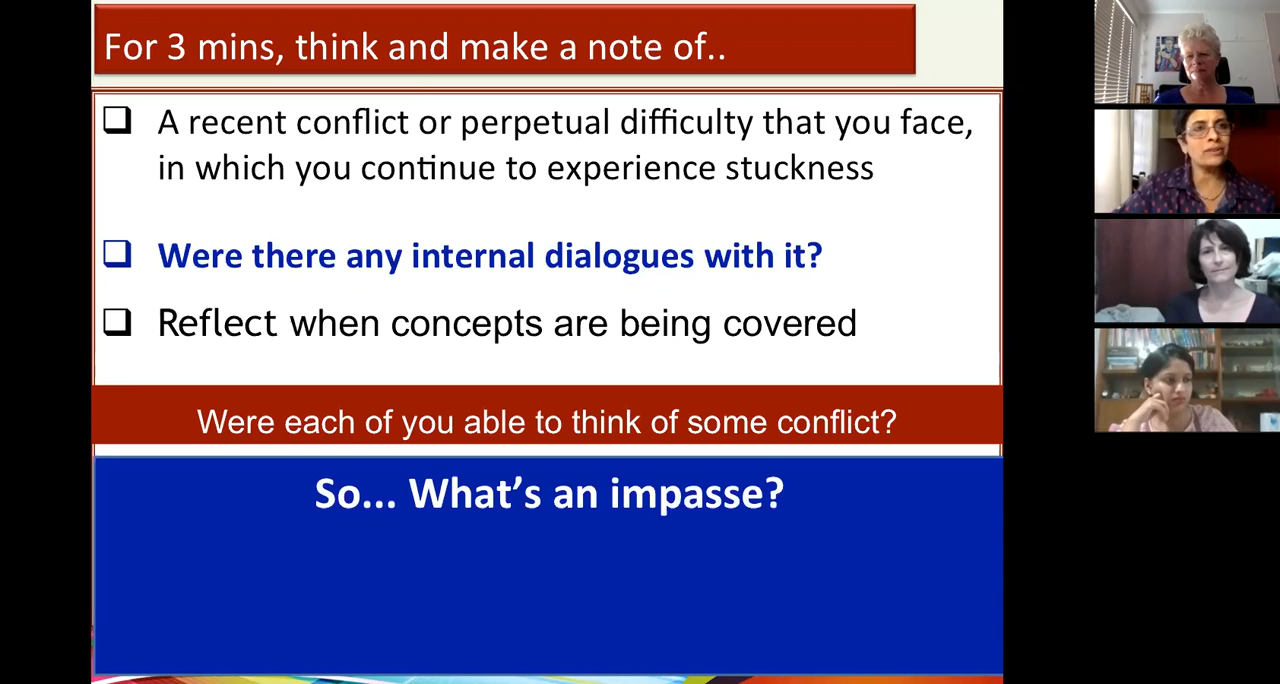 For 3 mins, think and make a note of..
A recent conflict or perpetual difficulty that you face,
in which you continue to experience stuckness
Were there any internal dialogues with it?
Reflect when concepts are being covered
Were each of you able to think of some conflict?
So... What's an impasse?